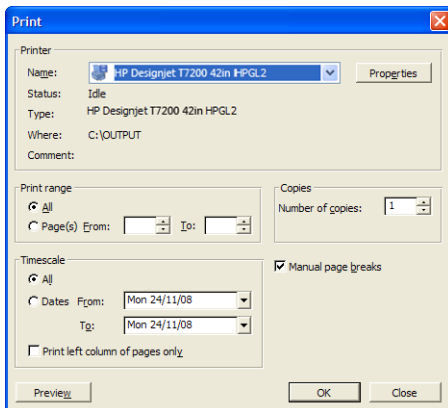 Print
Printer
Name: HP Designjet T7200 42in HPGL2 Properties
Status: Idle
Type: HP Designjet T7200 42in HPGL2
Where: C:\OUTPUT
Comment:
Print range
All
Page(s) From: To:
Copies
Number of copies: 1
Timescale
All
Dates From: Mon 24/11/08
To: Mon 24/11/08
Print left column of pages only
Manual page breaks
Preview OK Close